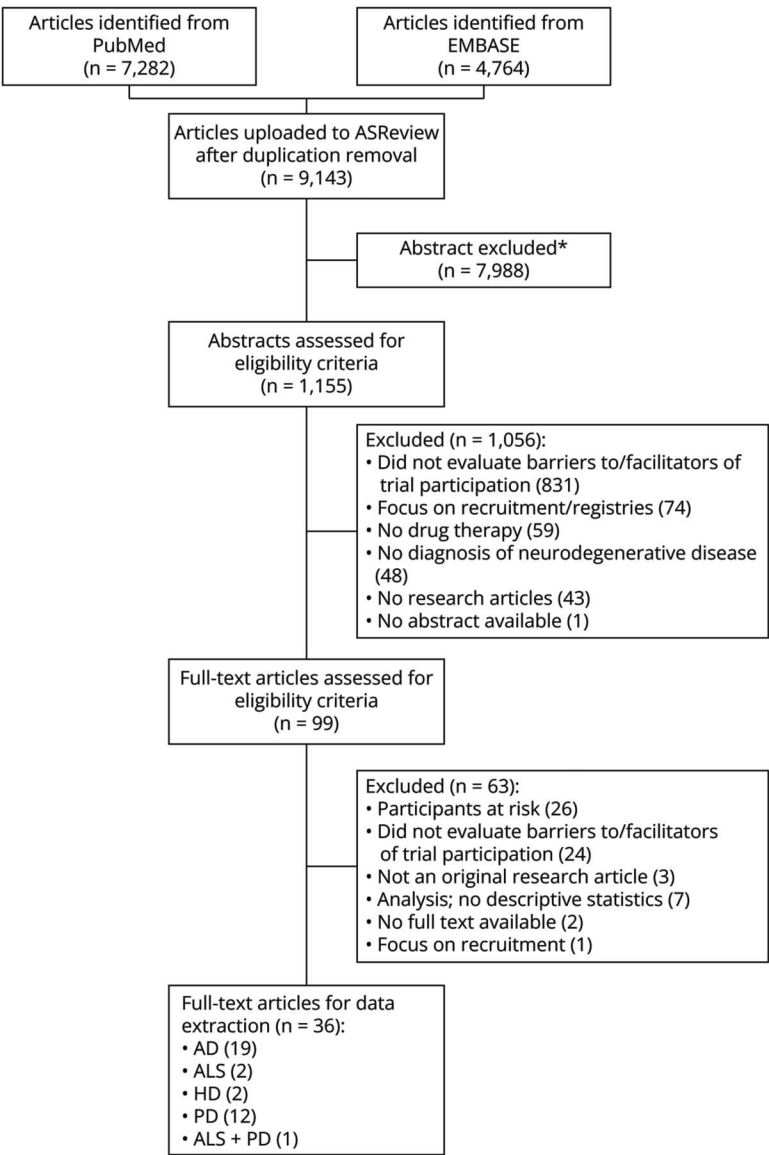 Articles identified from
PubMed
(n = 7,282)
Articles identified from
EMBASE
(n = 4,764)
Articles uploaded to ASReview
after duplication removal
(n = 9,143)
Abstract excluded*
(n = 7,988)
Abstracts assessed for
eligibility criteria
(n = 1,155)
Excluded (n = 1,056):
• Did not evaluate barriers to/facilitators of
trial participation (831)
• Focus on recruitment/registries (74)
• No drug therapy (59)
• No diagnosis of neurodegenerative disease
(48)
• No research articles (43)
• No abstract available (1)
Full-text articles assessed for
eligibility criteria
(n = 99)
Excluded (n = 63):
• Participants at risk (26)
• Did not evaluate barriers to/facilitators
of trial participation (24)
• Not an original research article (3)
• Analysis; no descriptive statistics (7)
• No full text available (2)
• Focus on recruitment (1)
Full-text articles for data
extraction (n = 36):
• AD (19)
• ALS (2)
• HD (2)
• PD (12)
• ALS + PD (1)